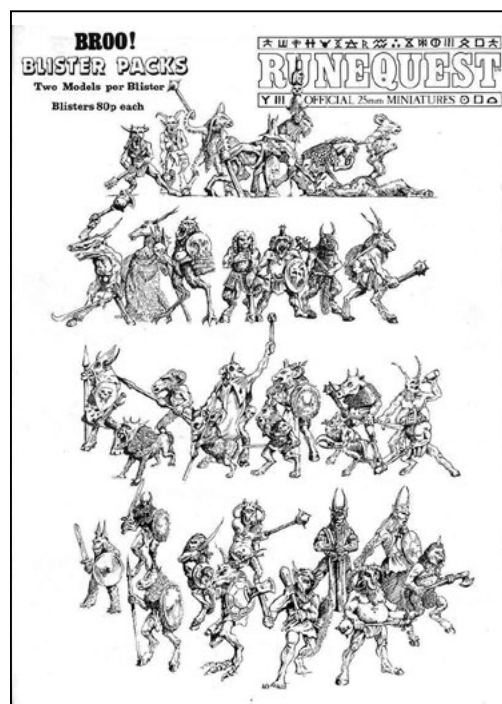 BROO!
BLISTER PACKS
Two Models per Blister
Blisters 80p each
RUNEQUEST
OFFICIAL 25mm MINIATURES